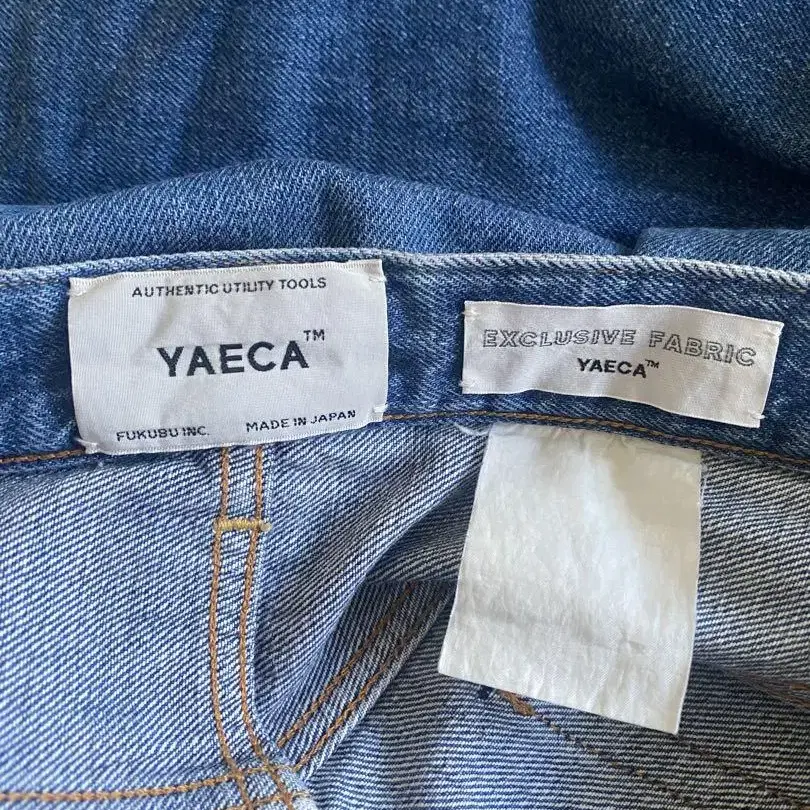 AUTHENTIC UTILITY TOOLS
YAECA™
FUKUBU INC. MADE IN JAPAN
EXCLUSIVE FABRIC
YAECA™